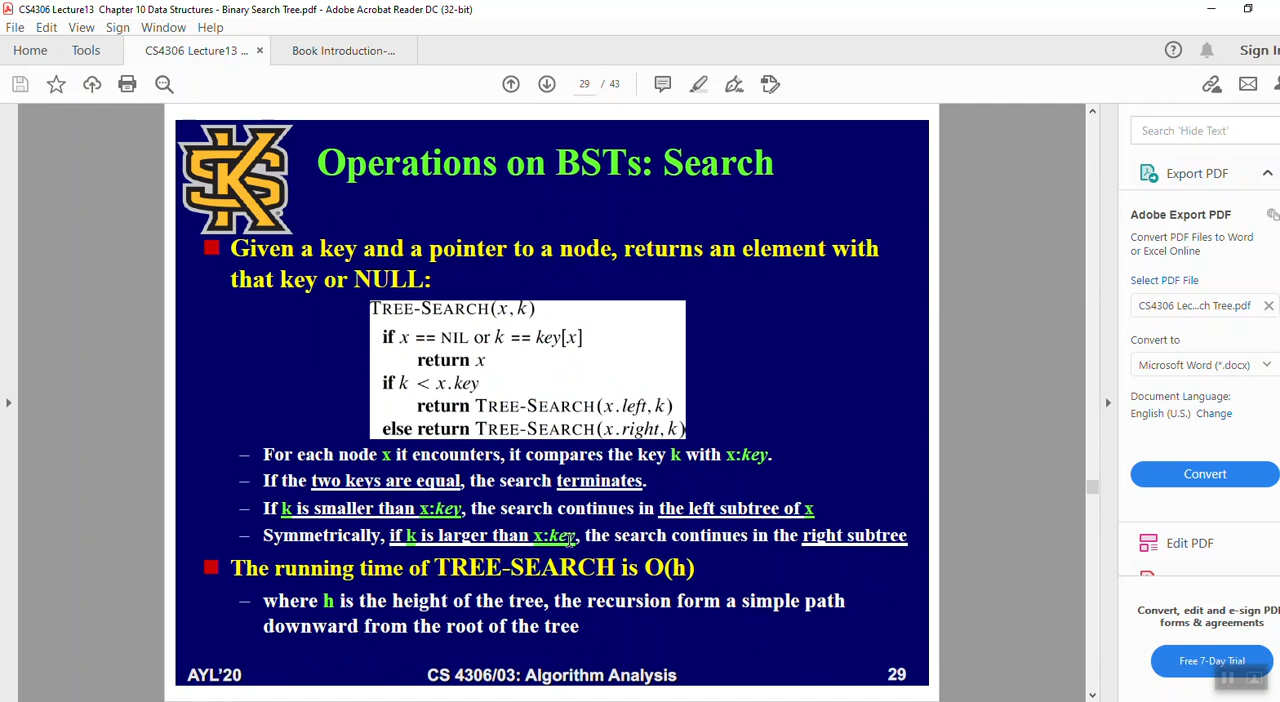 CS4306 Lecture13 Chapter 10 Data Structures - Binary Search Tree.pdf - Adobe Acrobat Reader DC (32-bit)
File Edit View Sign Window Help
Home Tools CS4306 Lecture13 ... × Book Introduction-...
Sign In
29 / 43
KS
Operations on BSTs: Search
Given a key and a pointer to a node, returns an element with
that key or NULL:
TREE-SEARCH(x, k)
if x == NIL or k == key[x]
return x
if k < x.key
return TREE-SEARCH(x.left, k)
else return TREE-SEARCH(x.right, k)
– For each node x it encounters, it compares the key k with x:key.
– If the two keys are equal, the search terminates.
– If k is smaller than x:key, the search continues in the left subtree of x
– Symmetrically, if k is larger than x:key, the search continues in the right subtree
The running time of TREE-SEARCH is O(h)
– where h is the height of the tree, the recursion form a simple path
downward from the root of the tree
AYL'20 CS 4306/03: Algorithm Analysis 29
Search 'Hide Text'
Export PDF
Adobe Export PDF
Convert PDF Files to Word
or Excel Online
Select PDF File
CS4306 Lec...ch Tree.pdf ×
Convert to
Microsoft Word (*.docx)
Document Language:
English (U.S.) Change
Convert
Edit PDF
Convert, edit and e-sign PD
forms & agreements
Free 7-Day Trial